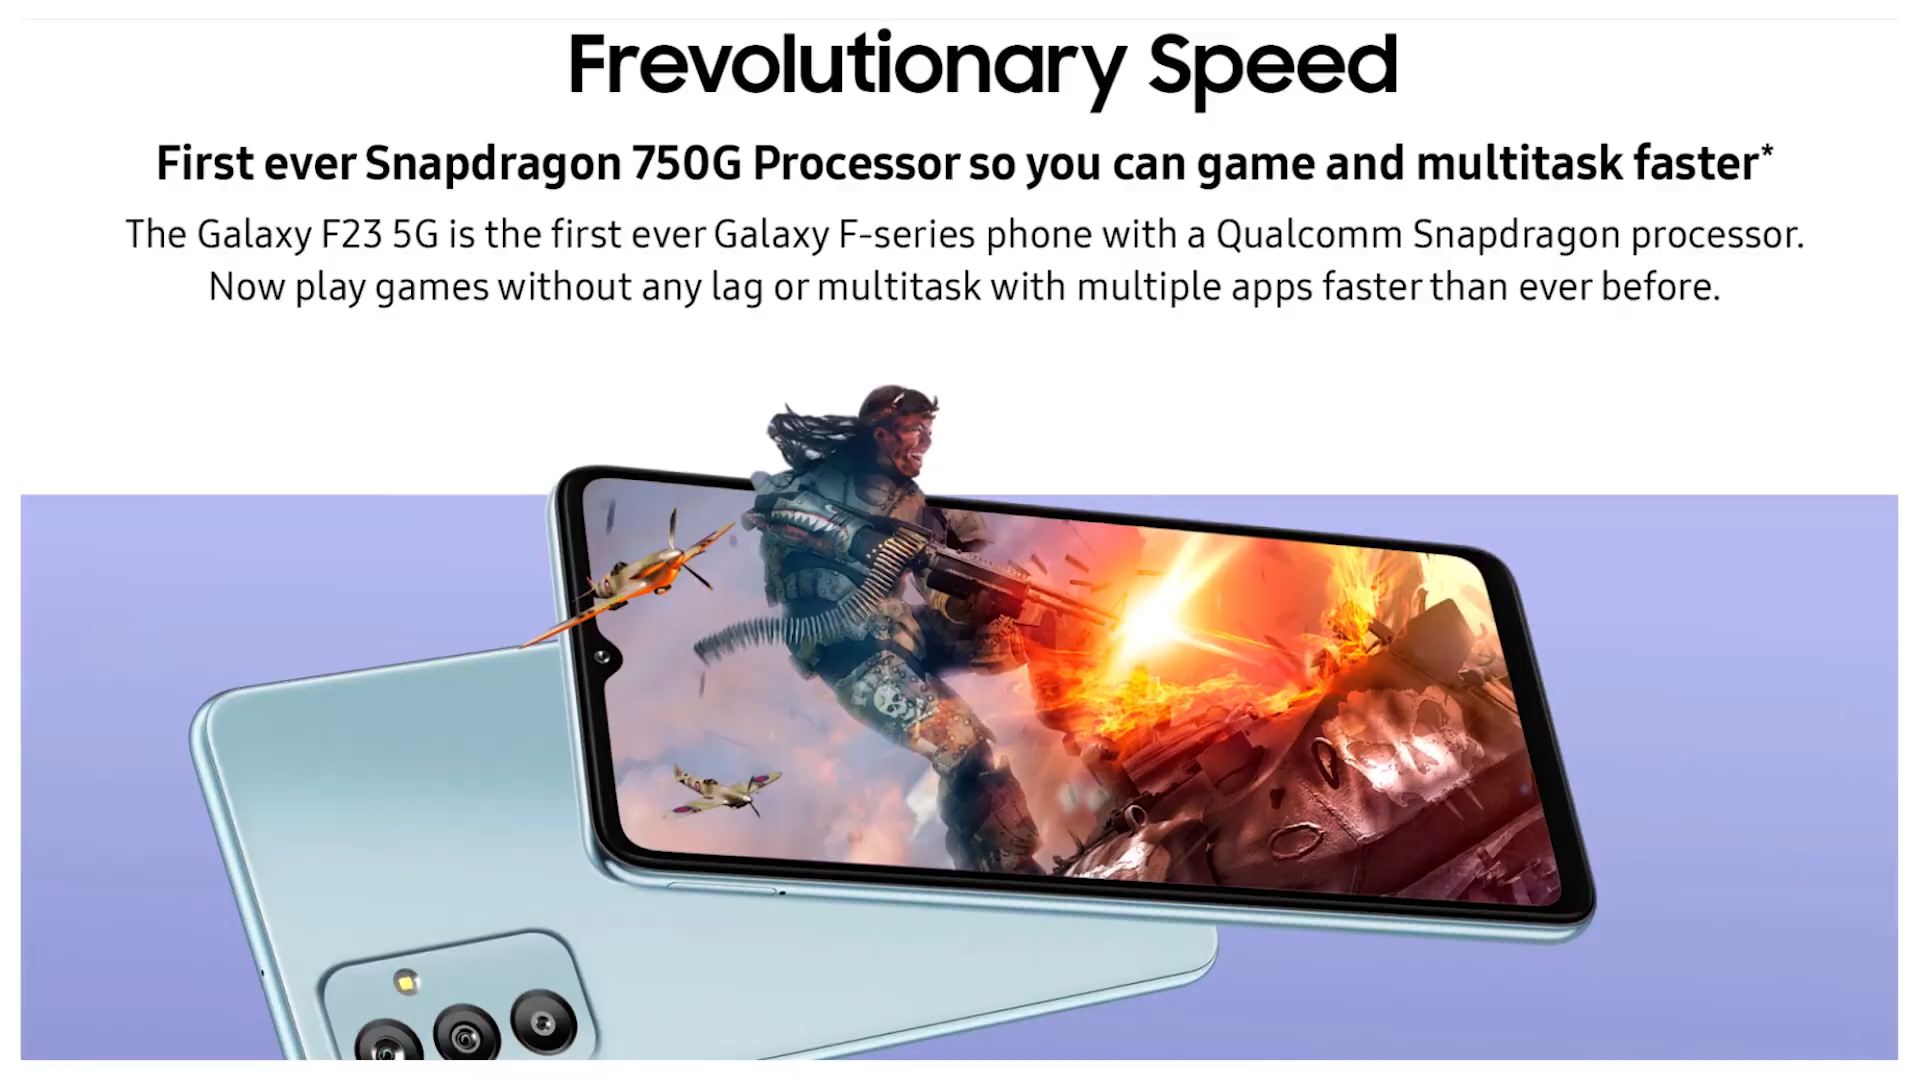 Frevolutionary Speed
First ever Snapdragon 750G Processor so you can game and multitask faster*
The Galaxy F23 5G is the first ever Galaxy F-series phone with a Qualcomm Snapdragon processor.
Now play games without any lag or multitask with multiple apps faster than ever before.